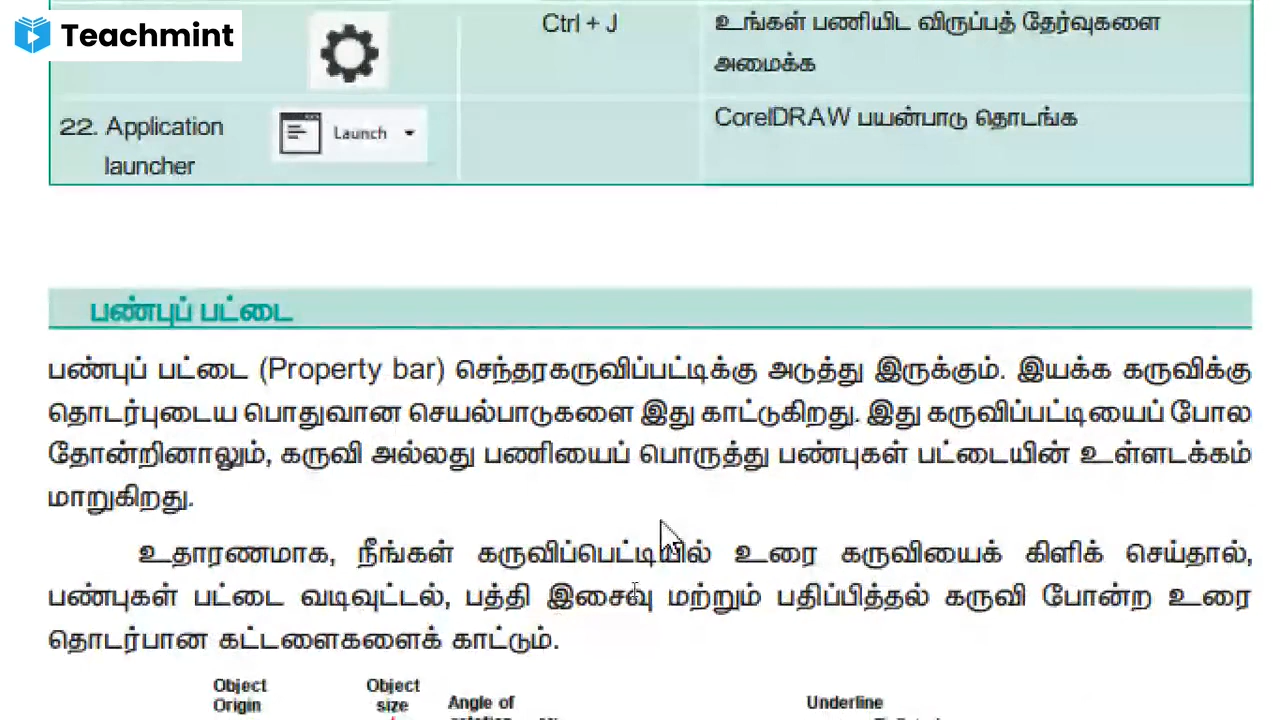 Teachmint
Ctrl + J
உங்கள் பணியிட விருப்பத் தேர்வுகளை
அமைக்க
22. Application
launcher
Launch
CorelDRAW பயன்பாடு தொடங்க
பண்புப் பட்டை
பண்புப் பட்டை (Property bar) செந்தரகருவிப்பட்டிக்கு அடுத்து இருக்கும். இயக்க கருவிக்கு
தொடர்புடைய பொதுவான செயல்பாடுகளை இது காட்டுகிறது. இது கருவிப்பட்டியைப் போல
தோன்றினாலும், கருவி அல்லது பணியைப் பொருத்து பண்புகள் பட்டையின் உள்ளடக்கம்
மாறுகிறது.
உதாரணமாக, நீங்கள் கருவிப்பெட்டியில் உரை கருவியைக் கிளிக் செய்தால்,
பண்புகள் பட்டை வடிவூட்டல், பத்தி இசைவு மற்றும் பதிப்பித்தல் கருவி போன்ற உரை
தொடர்பான கட்டளைகளைக் காட்டும்.
Object
Origin
Object
size
Angle of
Underline